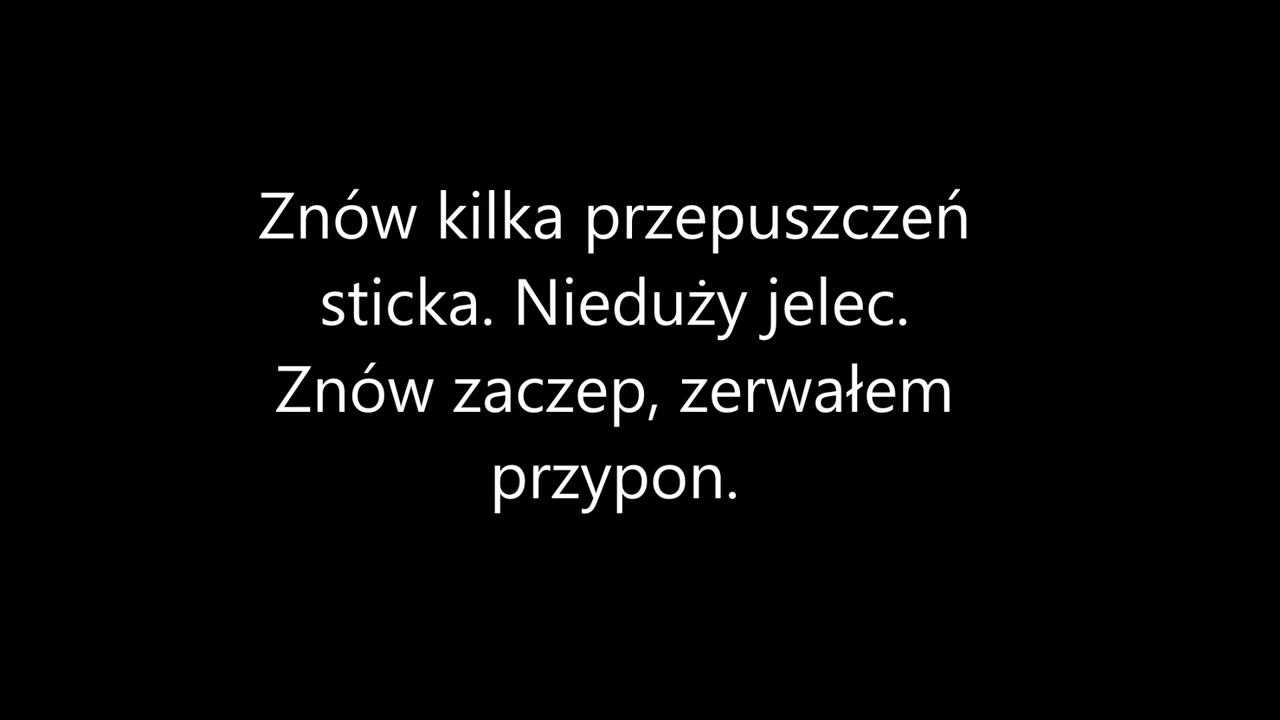 Znów kilka przepuszczeń
sticka. Nieduży jelec.
Znów zaczep, zerwałem
przypon.